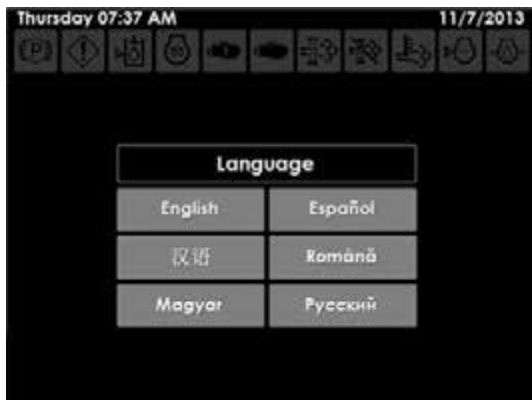 Thursday 07:37 AM 11/7/2013
(P)
Language
English Español
汉语 Română
Magyar Русский